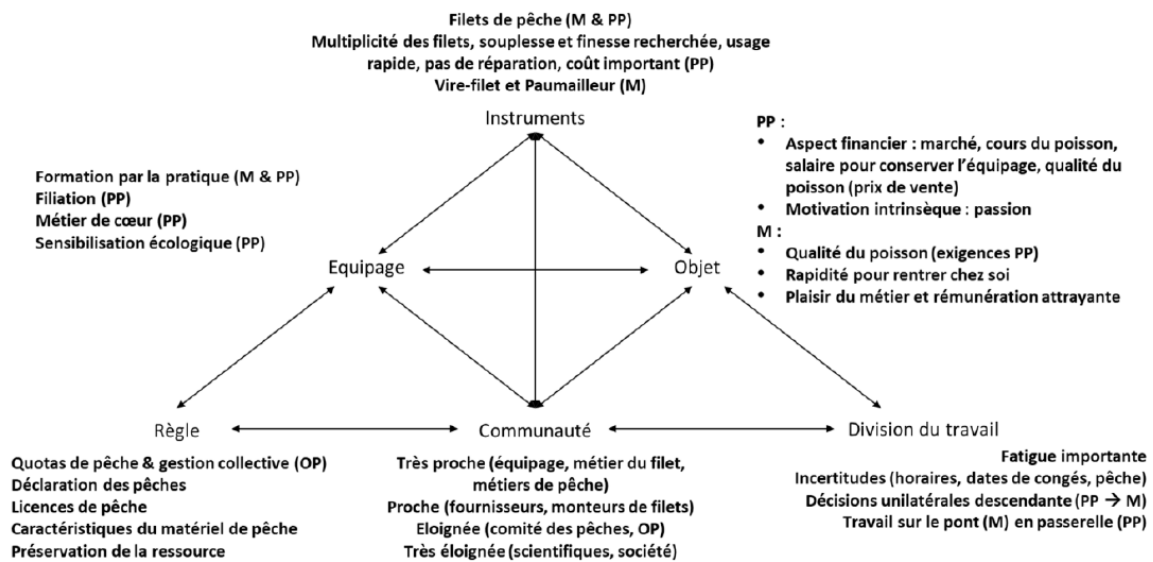 Filets de pêche (M & PP)
Multiplicité des filets, souplesse et finesse recherchée, usage
rapide, pas de réparation, coût important (PP)
Vire-filet et Paumailleur (M)
Instruments
PP :
• Aspect financier : marché, cours du poisson,
salaire pour conserver l'équipage, qualité du
poisson (prix de vente)
• Motivation intrinsèque : passion
M :
• Qualité du poisson (exigences PP)
• Rapidité pour rentrer chez soi
• Plaisir du métier et rémunération attrayante
Formation par la pratique (M & PP)
Filiation (PP)
Métier de cœur (PP)
Sensibilisation écologique (PP)
Equipage
Objet
Règle
Communauté
Division du travail
Quotas de pêche & gestion collective (OP)
Déclaration des pêches
Licences de pêche
Caractéristiques du matériel de pêche
Préservation de la ressource
Très proche (équipage, métier du filet,
métiers de pêche)
Proche (fournisseurs, monteurs de filets)
Eloignée (comité des pêches, OP)
Très éloignée (scientifiques, société)
Fatigue importante
Incertitudes (horaires, dates de congés, pêche)
Décisions unilatérales descendante (PP → M)
Travail sur le pont (M) en passerelle (PP)